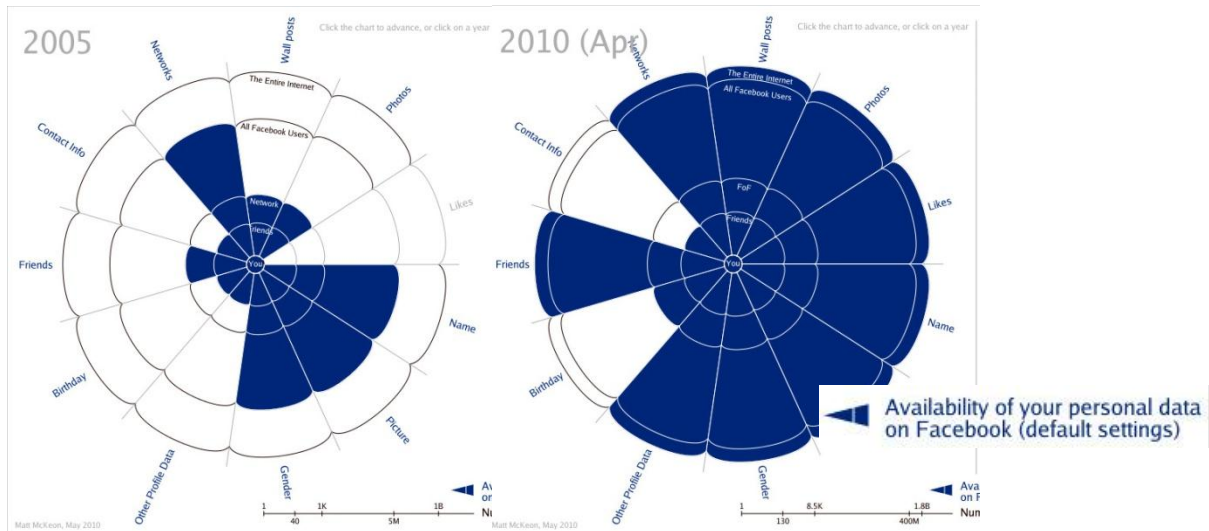 2005
Click the chart to advance, or click on a year
Wall posts
Networks
The Entire Internet
Photos
All Facebook Users
Contact Info
Likes
Network
Friends
You
Friends
Name
Birthday
Picture
Other Profile Data
Gender
1
1K
1B
40
5M
Matt McKeon, May 2010
2010 (Apr)
Click the chart to advance, or click on a year
Wall posts
Networks
The Entire Internet
All Facebook Users
Photos
Contact Info
FoF
Likes
Friends
You
Friends
Name
Birthday
Availability of your personal data
on Facebook (default settings)
Other Profile Data
Gender
1
8.5K
1.8B
130
400M
Matt McKeon, May 2010